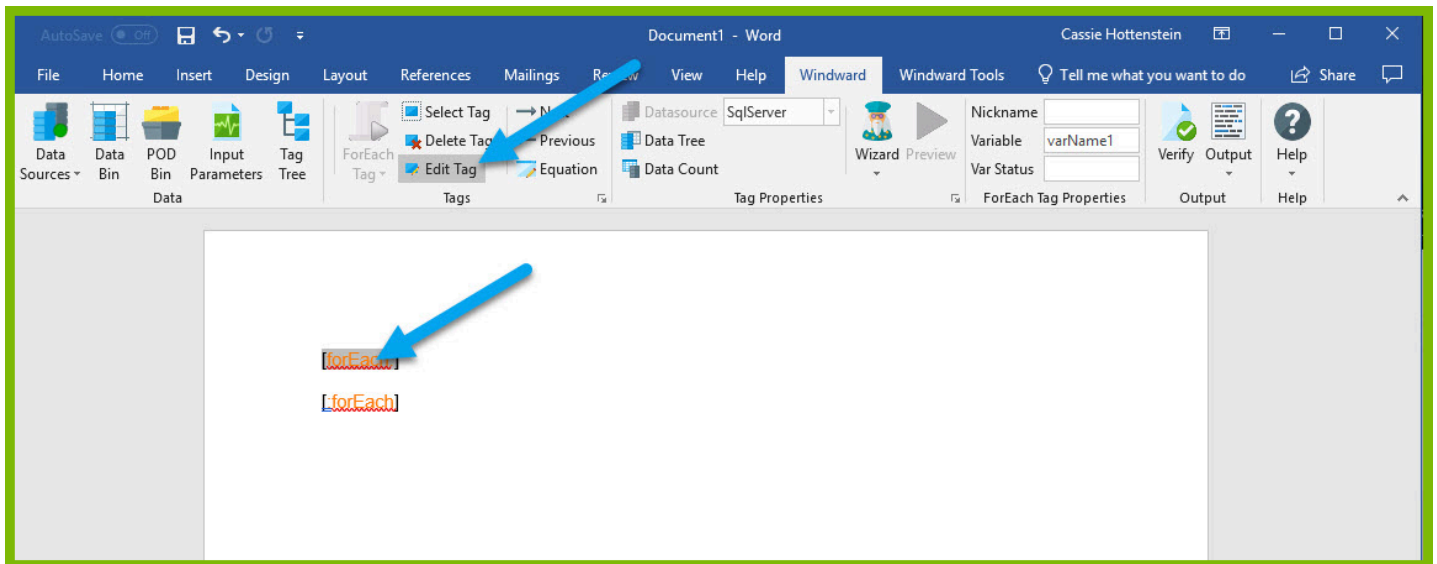 AutoSave Off Document1 - Word Cassie Hottenstein
File Home Insert Design Layout References Mailings View Help Windward Windward Tools Tell me what you want to do Share
Data Sources
Data Bin
POD Bin
Input Parameters
Tag Tree
Data
ForEach Tag
Select Tag
Delete Tag
Edit Tag
Previous
Equation
Tags
Datasource SqlServer
Data Tree
Data Count
Tag Properties
Wizard
Preview
Nickname
Variable varName1
Var Status
ForEach Tag Properties
Verify
Output
Output
Help
Help
[forEach]
[:forEach]